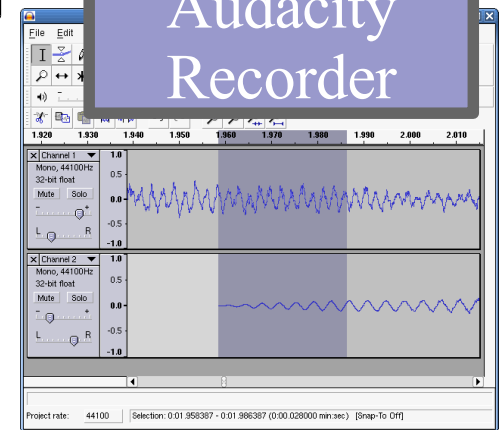 Audacity
Recorder
File Edit
1.920 1.930 1.940 1.950 1.960 1.970 1.980 1.990 2.000 2.010
Channel 1
Mono, 44100Hz
32-bit float
Mute Solo
- +
L R
1.0
0.5
0.0
-0.5
-1.0
Channel 2
Mono, 44100Hz
32-bit float
Mute Solo
- +
L R
1.0
0.5
0.0
-0.5
-1.0
Project rate: 44100 Selection: 0:01.958387 - 0:01.986387 (0:00.028000 min:sec) [Snap-To Off]